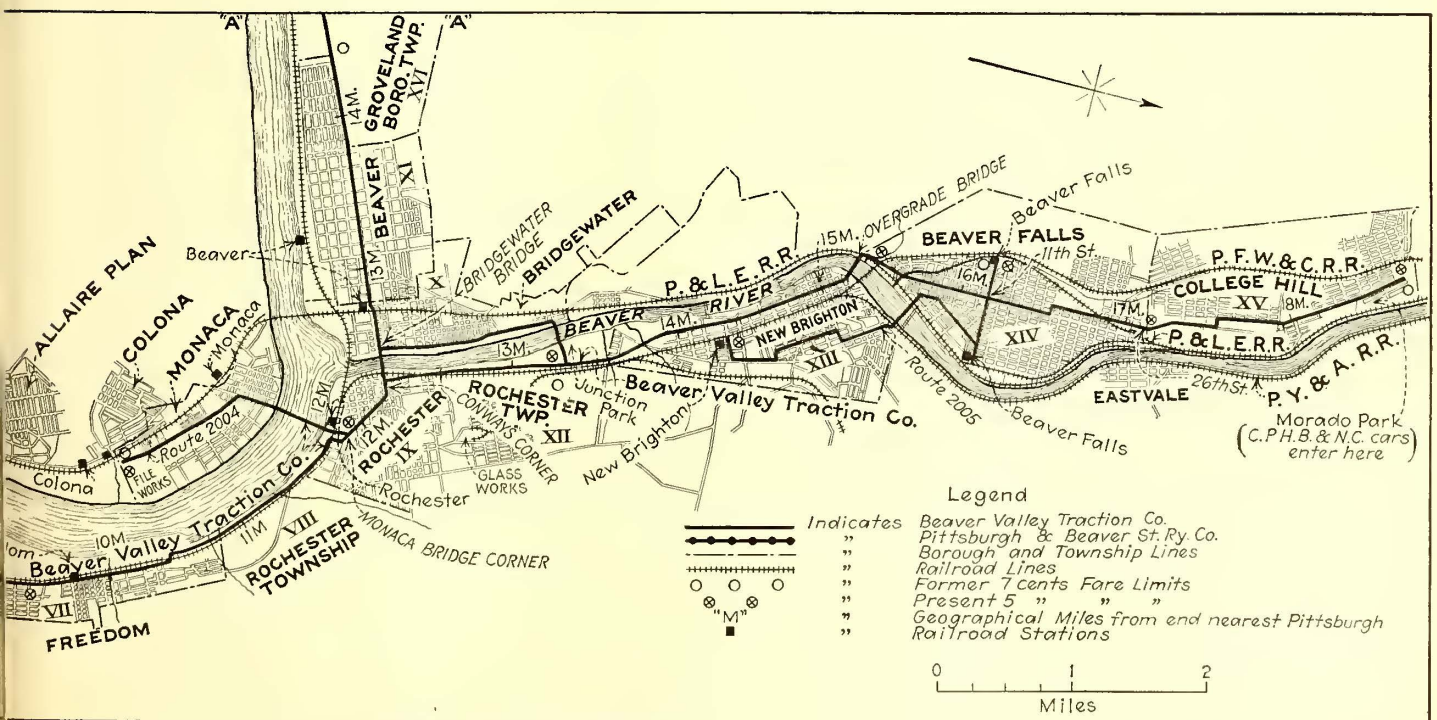 "A"
"A"
GROVELAND
BORO. TWP.
XVI
14M.
BEAVER
XI
13M.
Beaver
ALLAIRE PLAN
COLONA
MONACA
Monaca
Route 2004
FILE
WORKS
Colona
12M.
12M.
X
BRIDGEWATER
BRIDGE
BRIDGEWATER
P. & L. E. R. R.
BEAVER RIVER
13M.
14M.
15M.
OVERGRADE BRIDGE
Beaver Falls
BEAVER FALLS
11th St.
16M.
P. F. W. & C. R. R.
COLLEGE HILL
XV
17M.
18M.
XIV
P. & L. E. R. R.
26th St.
P. Y. & A. R. R.
EASTVALE
Morado Park
(C. P. H. B. & N. C. cars
enter here)
NEW BRIGHTON
XIII
Route 2005
Beaver Falls
Beaver Valley Traction Co.
New Brighton
Junction
Park
ROCHESTER
TWP.
XII
CONWAYS CORNER
GLASS
WORKS
ROCHESTER
IX
Rochester
MONACA BRIDGE CORNER
VIII
ROCHESTER
TOWNSHIP
10M.
11M
Beaver Valley Traction Co.
VII
FREEDOM
Legend
Indicates Beaver Valley Traction Co.
" Pittsburgh & Beaver St. Ry. Co.
" Borough and Township Lines
" Railroad Lines
" Former 7 cents Fare Limits
" Present 5 " " "
"M" " Geographical Miles from end nearest Pittsburgh
" Railroad Stations
0 1 2
Miles